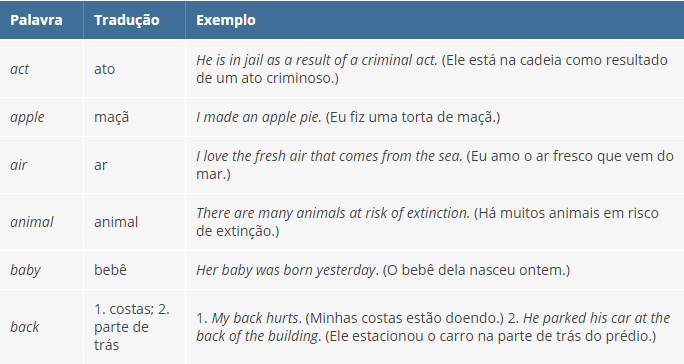 Palavra Tradução Exemplo
act ato He is in jail as a result of a criminal act. (Ele está na cadeia como resultado
de um ato criminoso.)
apple maçã I made an apple pie. (Eu fiz uma torta de maçã.)
air ar I love the fresh air that comes from the sea. (Eu amo o ar fresco que vem do
mar.)
animal animal There are many animals at risk of extinction. (Há muitos animais em risco
de extinção.)
baby bebê Her baby was born yesterday. (O bebê dela nasceu ontem.)
back 1. costas; 2.
parte de
trás 1. My back hurts. (Minhas costas estão doendo.) 2. He parked his car at the
back of the building. (Ele estacionou o carro na parte de trás do prédio.)